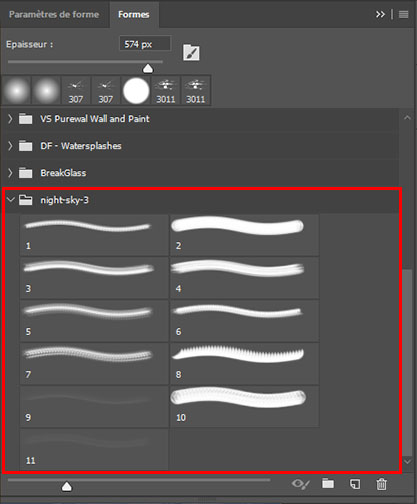 Paramètres de forme Formes
Epaisseur : 574 px
307 307 3011 3011
VS Purewal Wall and Paint
DF - Watersplashes
BreakGlass
night-sky-3
1 2
3 4
5 6
7 8
9 10
11